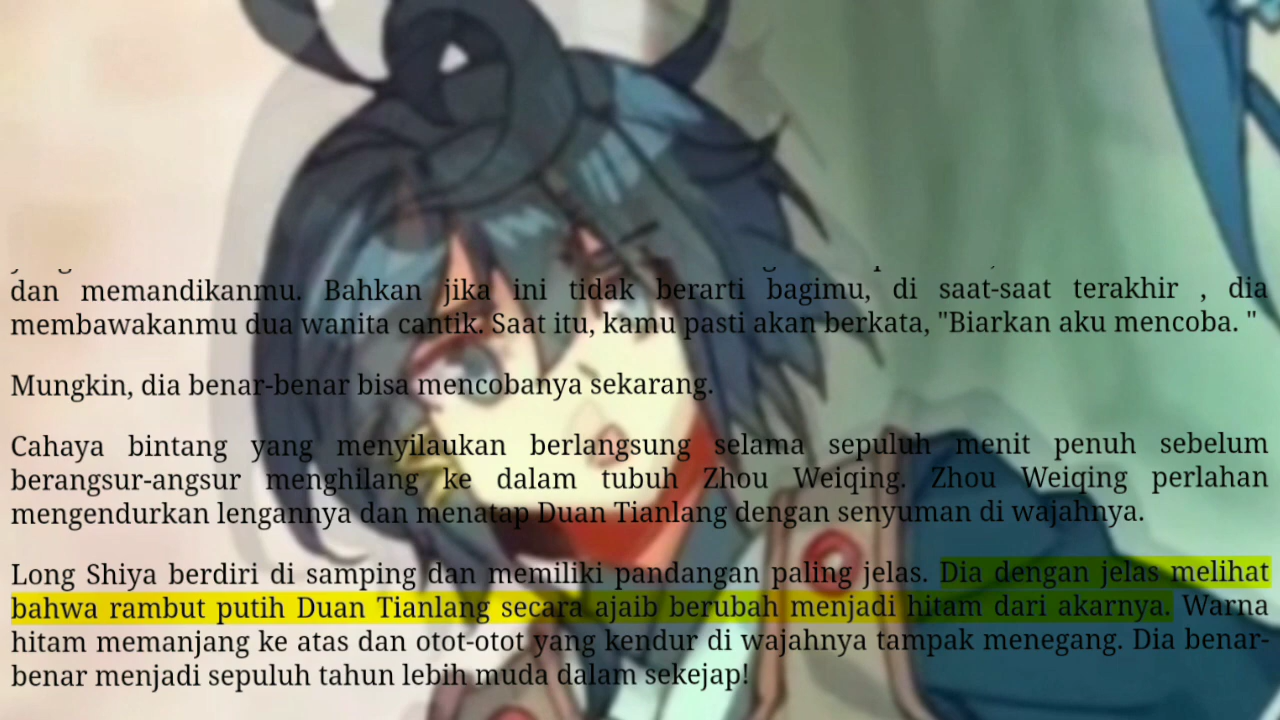 dan memandikanmu. Bahkan jika ini tidak berarti bagimu, di saat-saat terakhir , dia
membawakanmu dua wanita cantik. Saat itu, kamu pasti akan berkata, "Biarkan aku mencoba. "
Mungkin, dia benar-benar bisa mencobanya sekarang.
Cahaya bintang yang menyilaukan berlangsung selama sepuluh menit penuh sebelum
berangsur-angsur menghilang ke dalam tubuh Zhou Weiqing. Zhou Weiqing perlahan
mengendurkan lengannya dan menatap Duan Tianlang dengan senyuman di wajahnya.
Long Shiya berdiri di samping dan memiliki pandangan paling jelas. Dia dengan jelas melihat
bahwa rambut putih Duan Tianlang secara ajaib berubah menjadi hitam dari akarnya. Warna
hitam memanjang ke atas dan otot-otot yang kendur di wajahnya tampak menegang. Dia benar-
benar menjadi sepuluh tahun lebih muda dalam sekejap!